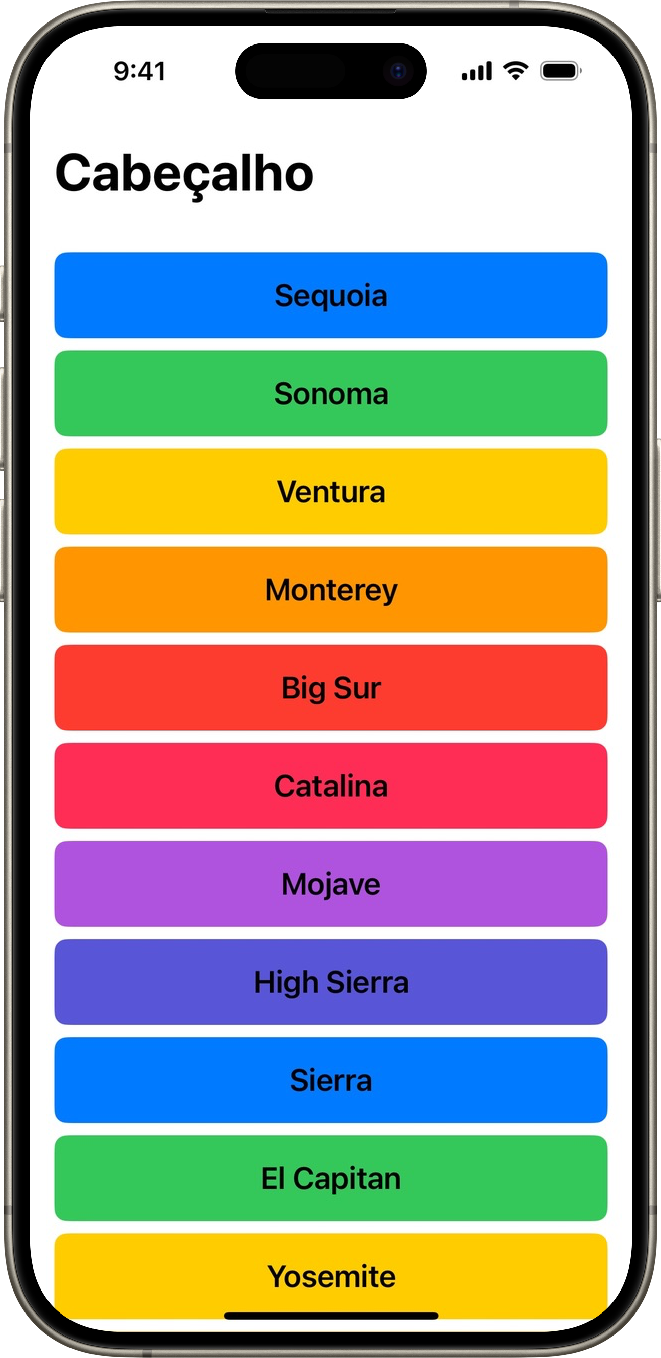 9:41
Cabeçalho
Sequoia
Sonoma
Ventura
Monterey
Big Sur
Catalina
Mojave
High Sierra
Sierra
El Capitan
Yosemite